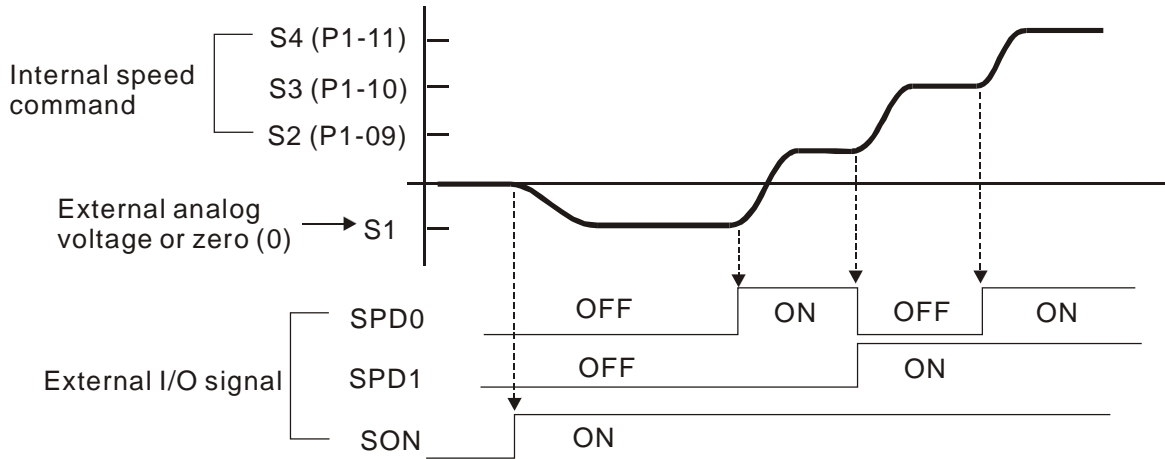 S4 (P1-11)
Internal speed
command
S3 (P1-10)
S2 (P1-09)
External analog
voltage or zero (0)
S1
SPD0
OFF
ON
OFF
ON
External I/O signal
SPD1
OFF
ON
SON
ON